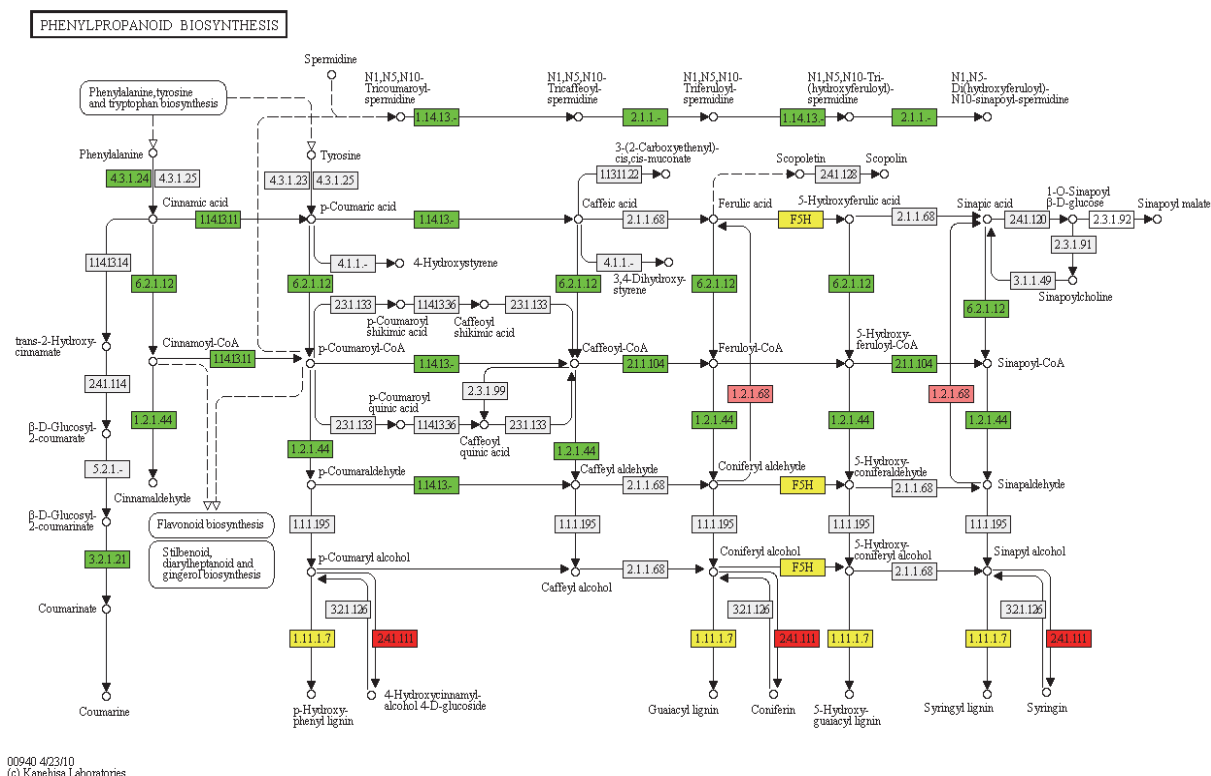 PHENYLPROPANOID BIOSYNTHESIS
Spermidine
Phenylalanine, tyrosine
and tryptophan biosynthesis
N1,N5,N10-
Tricoumaroyl-
spermidine
N1,N5,N10-
Tricaffeoyl-
spermidine
N1,N5,N10-
Triferuloyl-
spermidine
N1,N5,N10-Tri-
(hydroxyferuloyl)-
spermidine
N1,N5-
Di(hydroxyferuloyl)-
N10-sinapoyl-spermidine
1.14.13.-
2.1.1.-
1.14.13.-
2.1.1.-
Phenylalanine
Tyrosine
3-(2-Carboxyethenyl)-
cis,cis-muconate
Scopoletin
Scopolin
4.3.1.24
4.3.1.25
4.3.1.23
4.3.1.25
1.13.11.22
2.4.1.128
Cinnamic acid
p-Coumaric acid
Caffeic acid
Ferulic acid
5-Hydroxyferulic acid
Sinapic acid
1-O-Sinapoyl
β-D-glucose
Sinapoyl malate
1.14.13.11
1.14.13.-
2.1.1.68
F5H
2.1.1.68
2.4.1.120
2.3.1.92
2.3.1.91
1.14.13.14
4.1.1.-
4-Hydroxystyrene
4.1.1.-
3,4-Dihydroxy-
styrene
3.1.1.49
Sinapoylcholine
6.2.1.12
6.2.1.12
6.2.1.12
6.2.1.12
6.2.1.12
6.2.1.12
2.3.1.133
1.14.13.36
2.3.1.133
p-Coumaroyl
shikimic acid
Caffeoyl
shikimic acid
trans-2-Hydroxy-
cinnamate
Cinnamoyl-CoA
1.14.13.11
p-Coumaroyl-CoA
1.14.13.-
Caffeoyl-CoA
2.1.1.104
Feruloyl-CoA
5-Hydroxy-
feruloyl-CoA
2.1.1.104
Sinapoyl-CoA
2.4.1.114
2.3.1.99
1.2.1.68
1.2.1.68
p-Coumaroyl
quinic acid
1.2.1.44
2.3.1.133
1.14.13.36
2.3.1.133
1.2.1.44
1.2.1.44
1.2.1.44
β-D-Glucosyl-
2-coumarate
Caffeoyl
quinic acid
1.2.1.44
1.2.1.44
5.2.1.-
Cinnamaldehyde
p-Coumaraldehyde
1.14.13.-
Caffeyl aldehyde
2.1.1.68
Coniferyl aldehyde
F5H
5-Hydroxy-
coniferaldehyde
2.1.1.68
Sinapaldehyde
β-D-Glucosyl-
2-coumarinate
Flavonoid biosynthesis
1.1.1.195
1.1.1.195
1.1.1.195
1.1.1.195
1.1.1.195
3.2.1.21
Stilbenoid,
diarylheptanoid and
gingerol biosynthesis
p-Coumaryl alcohol
Caffeyl alcohol
2.1.1.68
Coniferyl alcohol
F5H
5-Hydroxy-
coniferyl alcohol
2.1.1.68
Sinapyl alcohol
Coumarinate
3.2.1.126
3.2.1.126
3.2.1.126
1.11.1.7
2.4.1.111
1.11.1.7
2.4.1.111
1.11.1.7
1.11.1.7
2.4.1.111
Coumarine
p-Hydroxy-
phenyl lignin
4-Hydroxycinnamyl-
alcohol 4-D-glucoside
Guaiacyl lignin
Coniferin
5-Hydroxy-
guaiacyl lignin
Syringyl lignin
Syringin
00940 4/23/10
(c) Kanehisa Laboratories